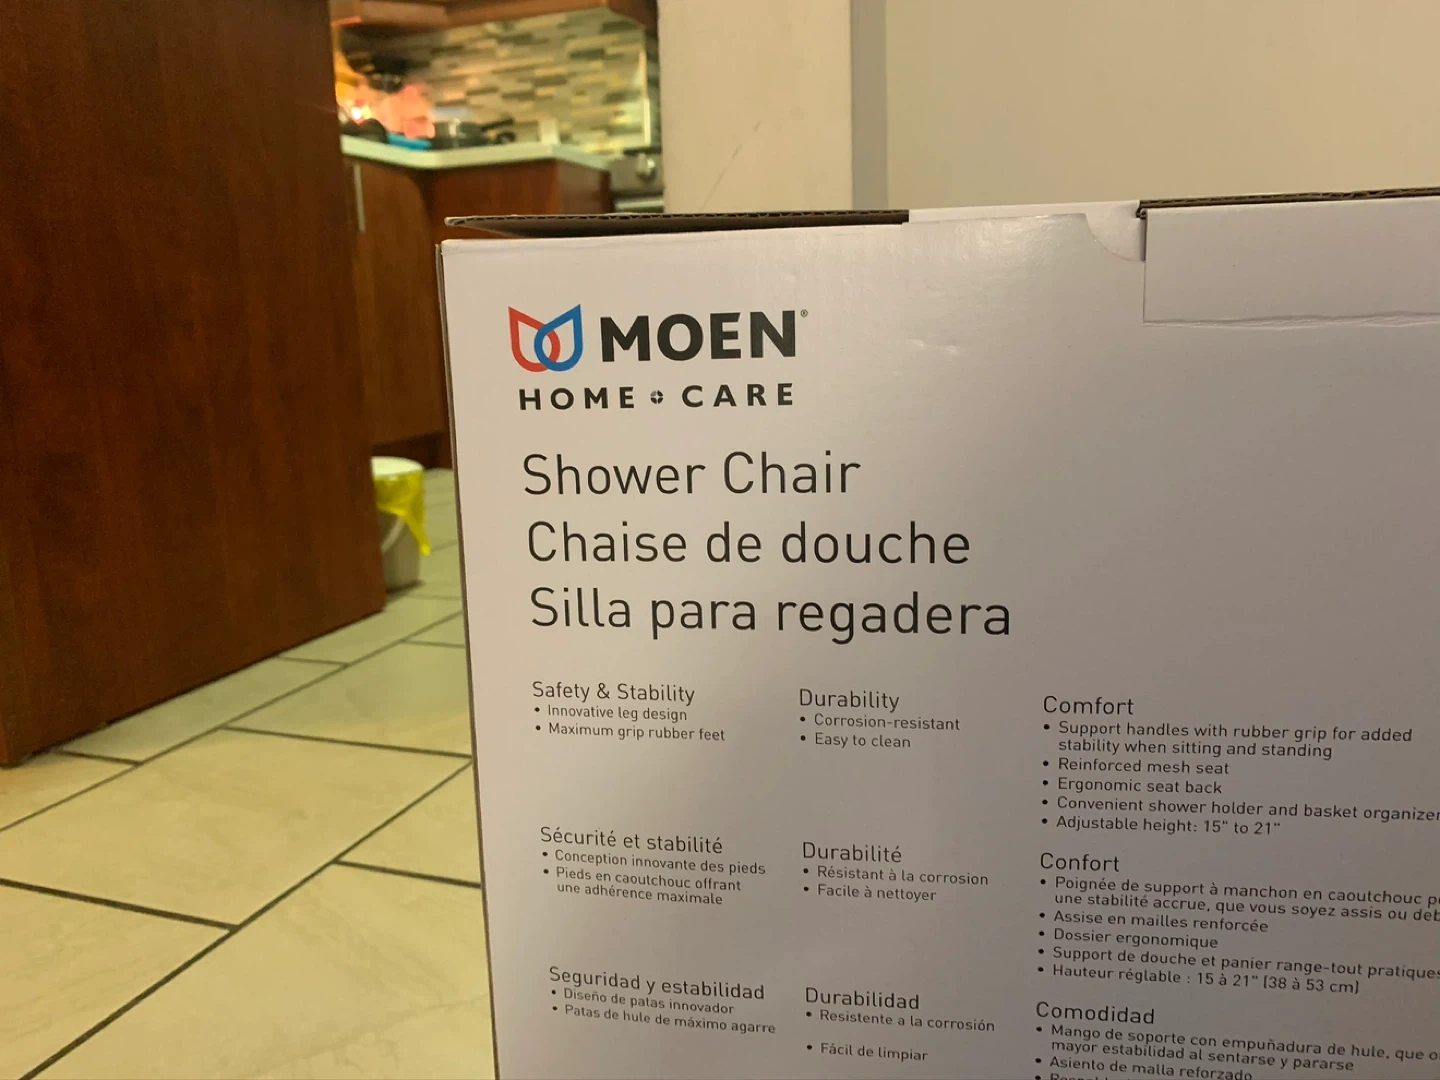 MOEN®
HOME CARE
Shower Chair
Chaise de douche
Silla para regadera
Safety & Stability
• Innovative leg design
• Maximum grip rubber feet
Durability
• Corrosion-resistant
• Easy to clean
Comfort
• Support handles with rubber grip for added
stability when sitting and standing
• Reinforced mesh seat
• Ergonomic seat back
• Convenient shower holder and basket
• Adjustable height: 15" to 21"
Sécurité et stabilité
• Conception innovante des pieds
• Pieds en caoutchouc offrant
une adhérence maximale
Durabilité
• Résistant à la corrosion
• Facile à nettoyer
Confort
• Poignée de support à manchon en caoutchouc
une stabilité accrue, que vous soyez assis ou
• Assise en mailles renforcée
• Dossier ergonomique
• Support de douche et panier range-tout pratiques
• Hauteur réglable : 15 à 21" (38 à 53 cm)
Seguridad y estabilidad
• Diseño de patas innovador
• Patas de hule de máximo agarre
Durabilidad
• Resistente a la corrosión
• Fácil de limpiar
Comodidad
• Mango de soporte con empuñadura de hule, que
mayor estabilidad al sentarse y pararse
• Asiento de malla reforzado